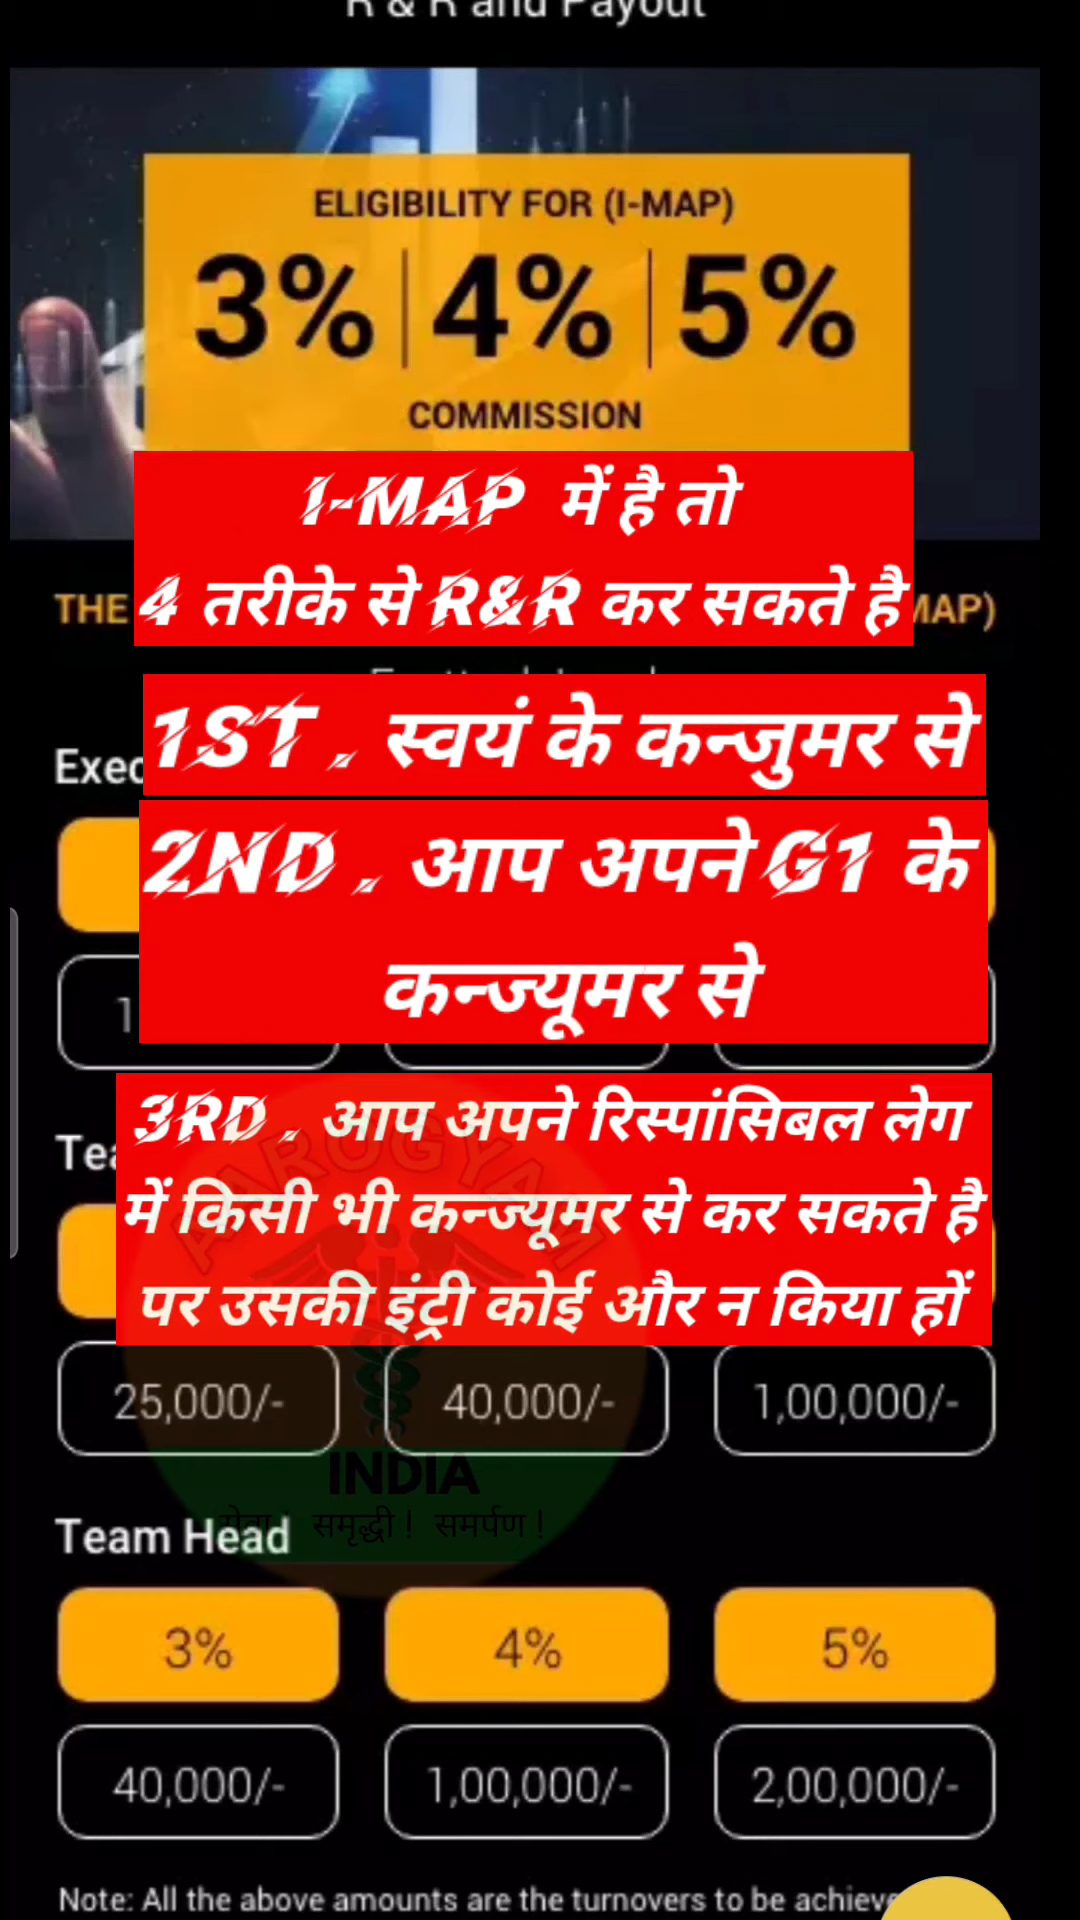 R & R and Payout
ELIGIBILITY FOR (I-MAP)
3% | 4% | 5%
COMMISSION
I-MAP में है तो
4 तरीके से R&R कर सकते है
THE MAP)
1ST . स्वयं के कन्जुमर से
2ND . आप अपने G1 के
कन्ज्यूमर से
3RD . आप अपने रिस्पांसिबल लेग
में किसी भी कन्ज्यूमर से कर सकते है
पर उसकी इंट्री कोई और न किया हों
AAROGYAM
25,000/- 40,000/- 1,00,000/-
INDIA
सेवा ! समृद्धी ! समर्पण !
Team Head
3% 4% 5%
40,000/- 1,00,000/- 2,00,000/-
Note: All the above amounts are the turnovers to be